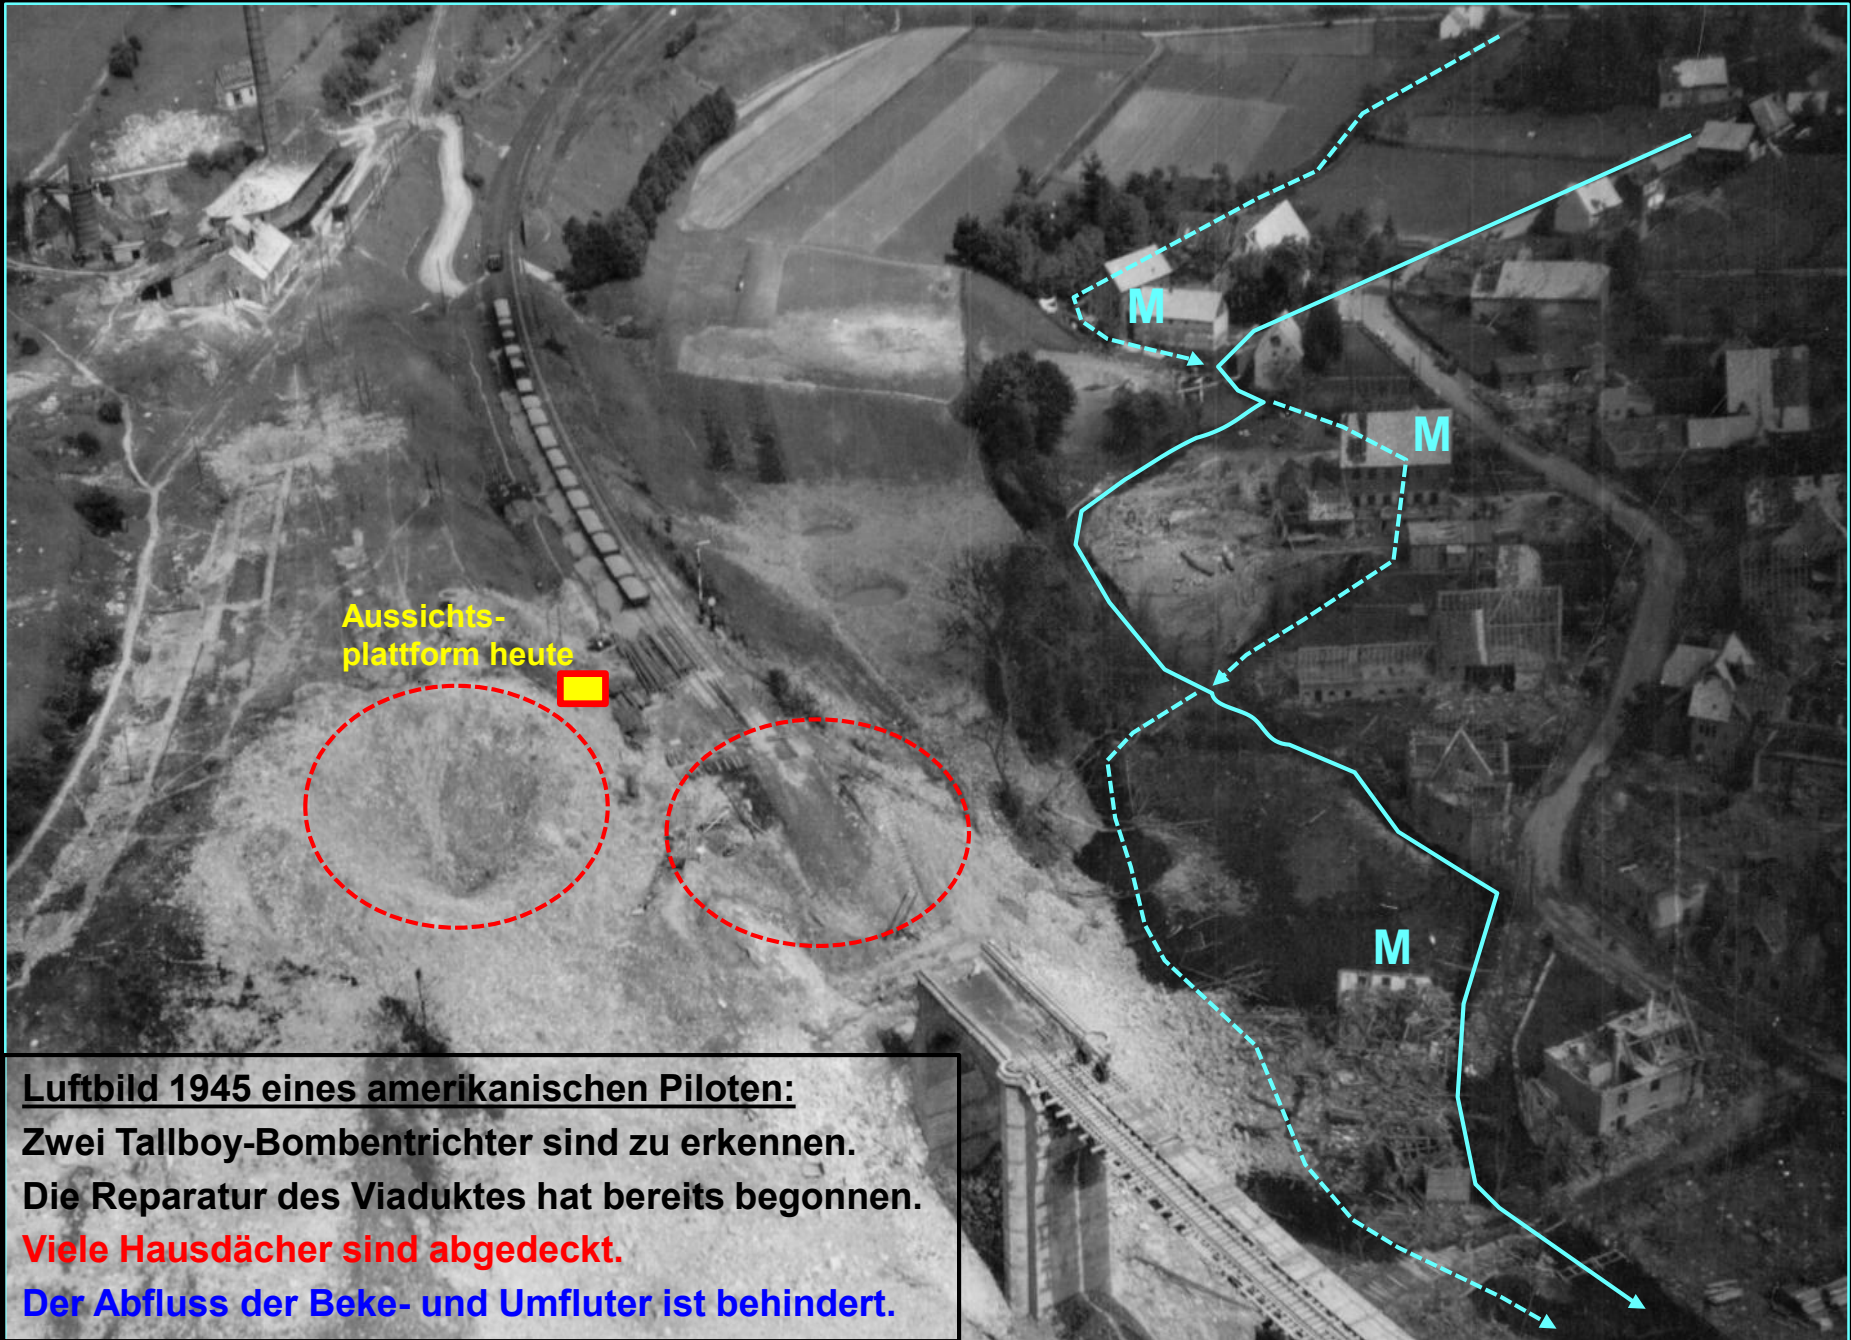 M
M
Aussichts-
plattform heute
M
Luftbild 1945 eines amerikanischen Piloten:
Zwei Tallboy-Bombentrichter sind zu erkennen.
Die Reparatur des Viaduktes hat bereits begonnen.
Viele Hausdächer sind abgedeckt.
Der Abfluss der Beke- und Umfluter ist behindert.